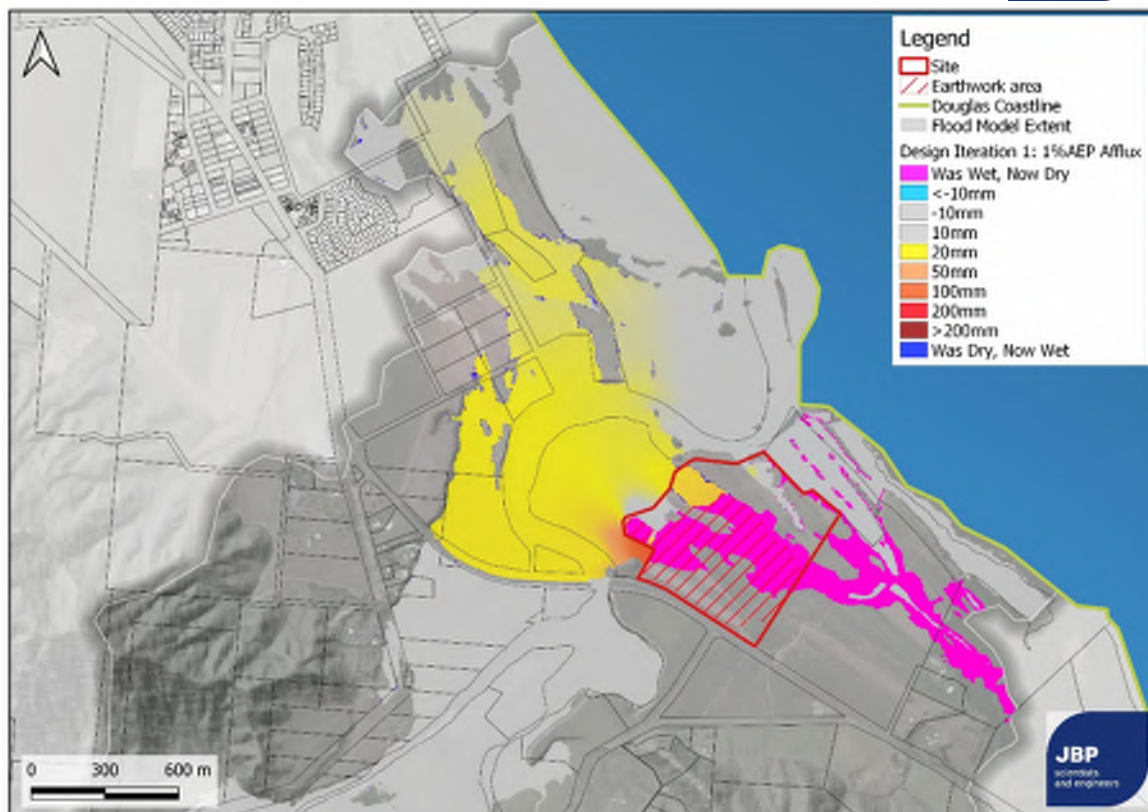 Legend
Site
Earthwork area
Douglas Coastline
Flood Model Extent
Design Iteration 1: 1%AEP Afflux
Was Wet, Now Dry
<-10mm
-10mm
10mm
20mm
50mm
100mm
200mm
>200mm
Was Dry, Now Wet
0 300 600 m
JBP
scientists
and engineers